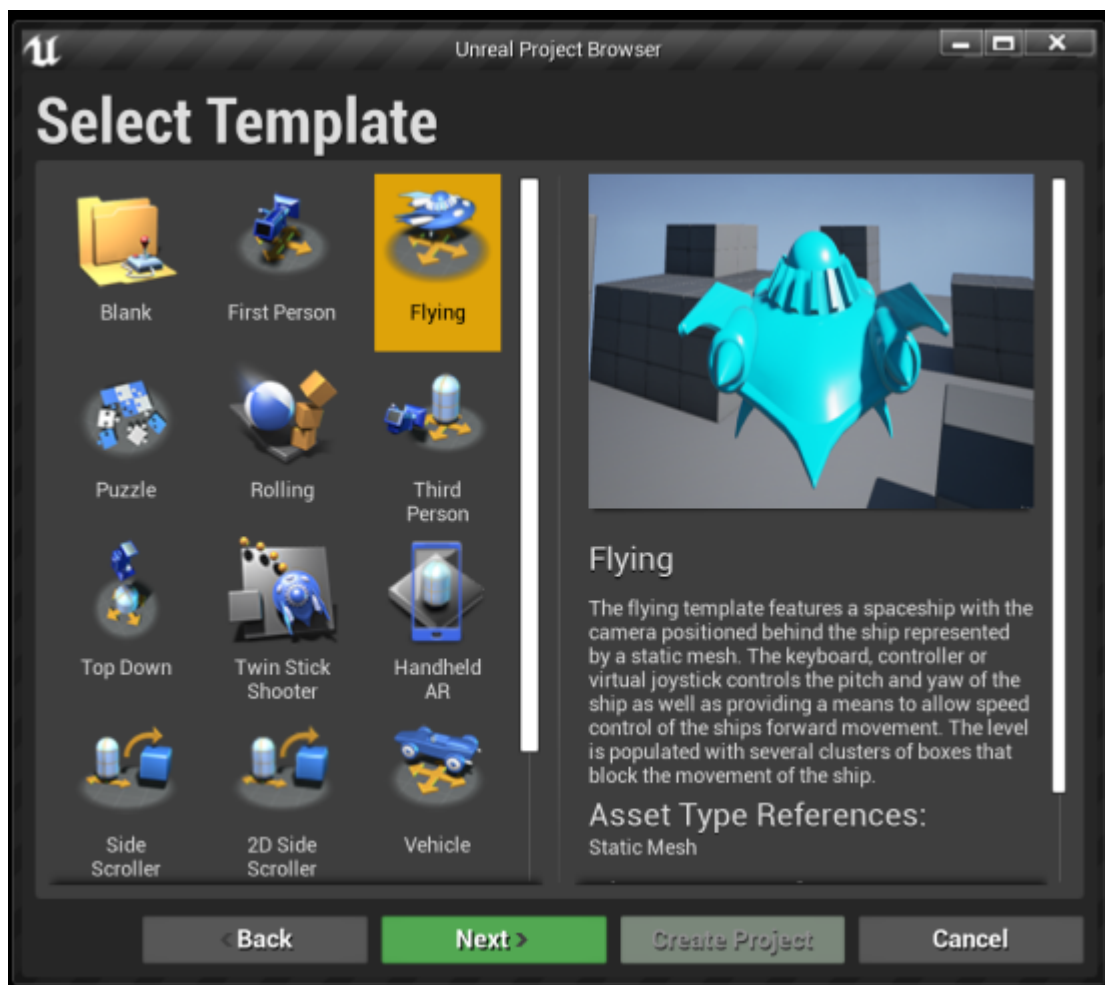 Unreal Project Browser
Select Template
Blank
First Person
Flying
Puzzle
Rolling
Third
Person
Top Down
Twin Stick
Shooter
Handheld
AR
Side
Scroller
2D Side
Scroller
Vehicle
Flying
The flying template features a spaceship with the
camera positioned behind the ship represented
by a static mesh. The keyboard, controller or
virtual joystick controls the pitch and yaw of the
ship as well as providing a means to allow speed
control of the ships forward movement. The level
is populated with several clusters of boxes that
block the movement of the ship.
Asset Type References:
Static Mesh
< Back
Next >
Create Project
Cancel